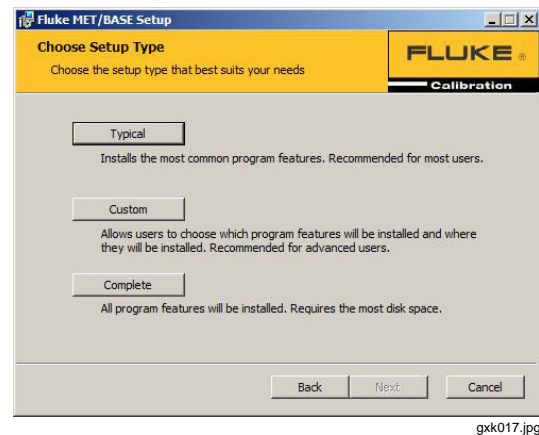 Fluke MET/BASE Setup
Choose Setup Type
Choose the setup type that best suits your needs
FLUKE ®
Calibration
Typical
Installs the most common program features. Recommended for most users.
Custom
Allows users to choose which program features will be installed and where
they will be installed. Recommended for advanced users.
Complete
All program features will be installed. Requires the most disk space.
Back
Next
Cancel
gxk017.jpg